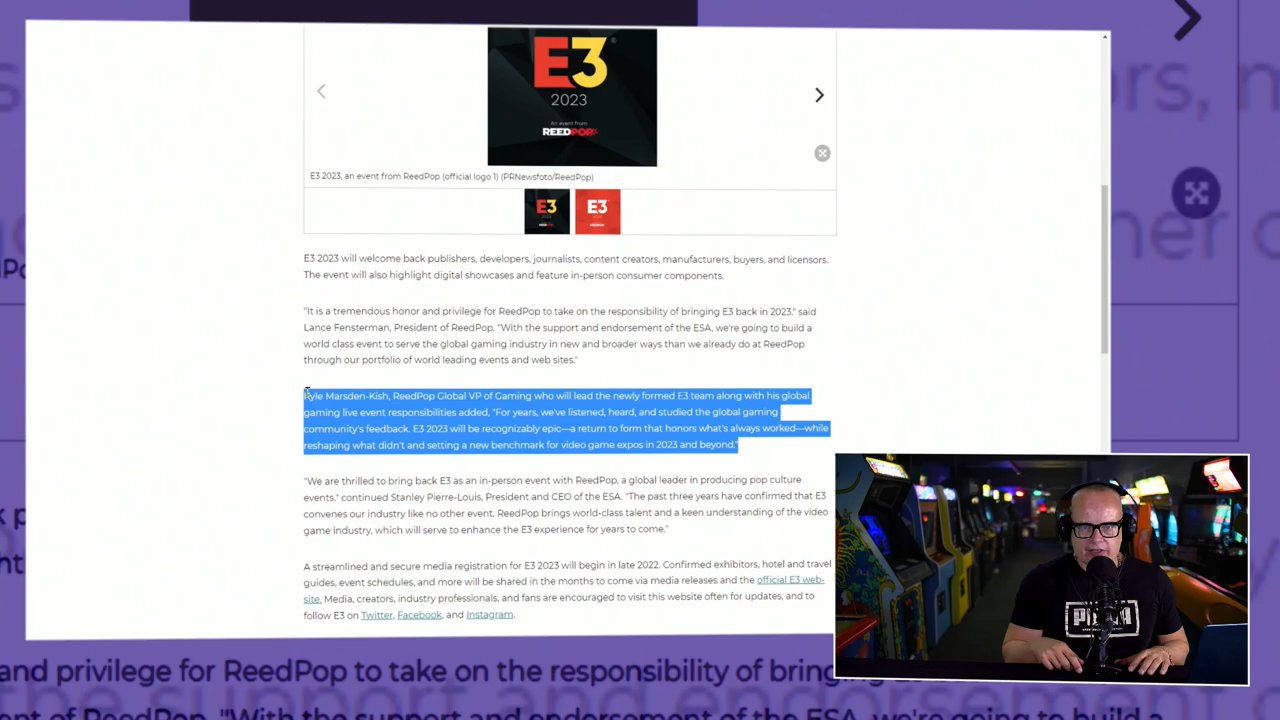 E3
2023
An event from
REEDPOP
E3 2023, an event from ReedPop (official logo 1) (PRNewsfoto/ReedPop)
E3
E3
E3 2023 will welcome back publishers, developers, journalists, content creators, manufacturers, buyers, and licensors.
The event will also highlight digital showcases and feature in-person consumer components.
"It is a tremendous honor and privilege for ReedPop to take on the responsibility of bringing E3 back in 2023," said
Lance Fensterman, President of ReedPop. "With the support and endorsement of the ESA, we're going to build a
world class event to serve the global gaming industry in new and broader ways than we already do at ReedPop
through our portfolio of world leading events and web sites."
Kyle Marsden-Kish, ReedPop Global VP of Gaming who will lead the newly formed E3 team along with his global
gaming live event responsibilities added, "For years, we've listened, heard, and studied the global gaming
community's feedback. E3 2023 will be recognizably epic—a return to form that honors what's always worked—while
reshaping what didn't and setting a new benchmark for video game expos in 2023 and beyond."
"We are thrilled to bring back E3 as an in-person event with ReedPop, a global leader in producing pop culture
events." continued Stanley Pierre-Louis, President and CEO of the ESA. "The past three years have confirmed that E3
convenes our industry like no other event. ReedPop brings world-class talent and a keen understanding of the video
game industry, which will serve to enhance the E3 experience for years to come."
A streamlined and secure media registration for E3 2023 will begin in late 2022. Confirmed exhibitors, hotel and travel
guides, event schedules, and more will be shared in the months to come via media releases and the official E3 web-
site. Media, creators, industry professionals, and fans are encouraged to visit this website often for updates, and to
follow E3 on Twitter, Facebook, and Instagram.
and privilege for ReedPop to take on the responsibility of bringing
ent of ReedPop. "With the support and endorsement of the ESA, we're going to build a